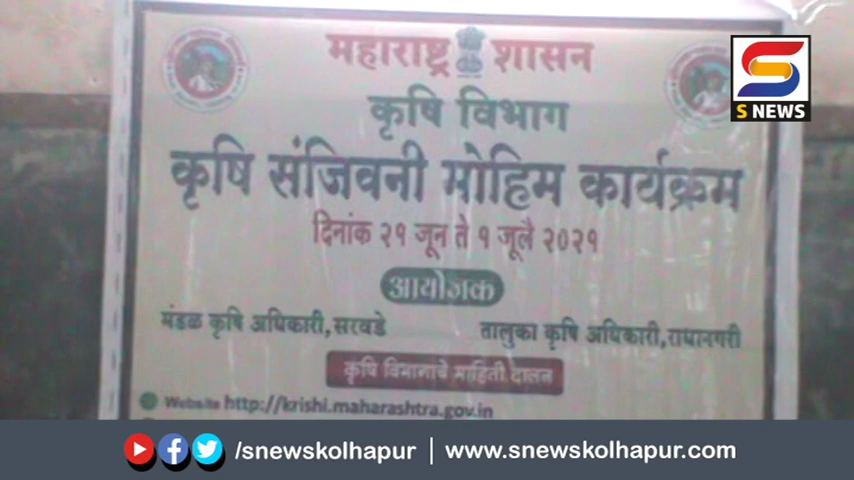 महाराष्ट्र शासन
S NEWS
कृषि विभाग
कृषि संजिवनी मोहिम कार्यक्रम
दिनांक २१ जून ते १ जूलै २०२१
आयोजक
मंडळ कृषि अधिकारी, सरवडे तालुका कृषि अधिकारी, राधानगरी
कृषि विभागाचे माहिती दालन
Website http://krishi.maharashtra.gov.in
/snewskolhapur | www.snewskolhapur.com